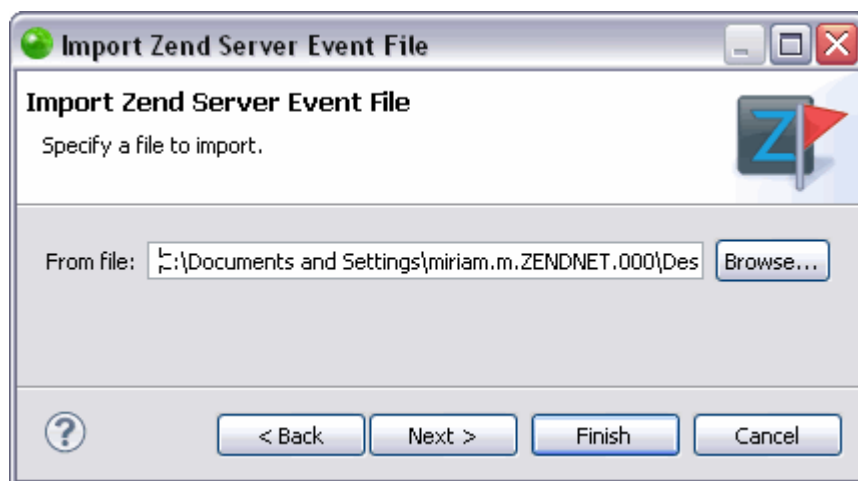 Import Zend Server Event File
Import Zend Server Event File
Specify a file to import.
Z
From file: C:\Documents and Settings\miriam.m.ZENDNET.000\Des Browse...
? < Back Next > Finish Cancel